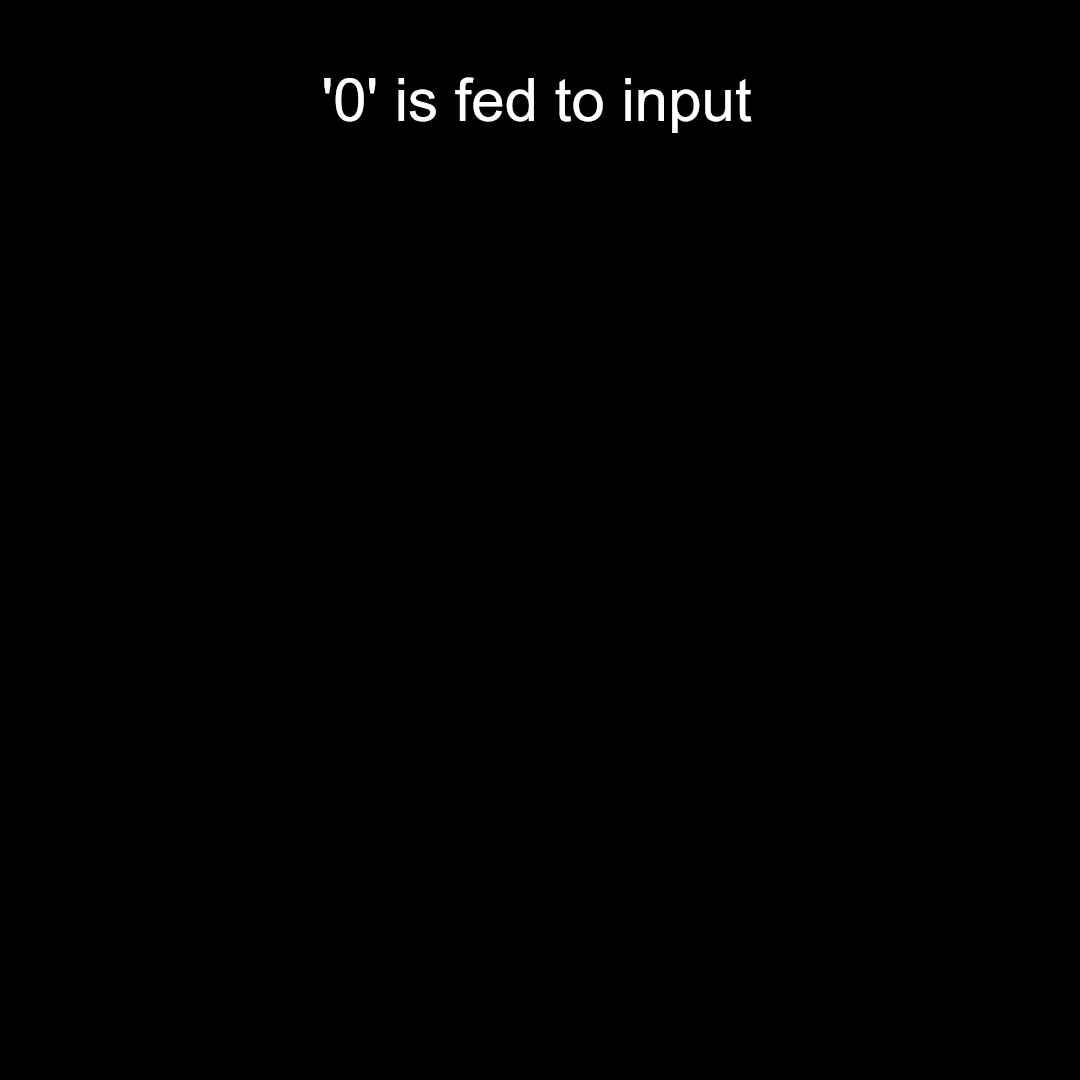 '0' is fed to input